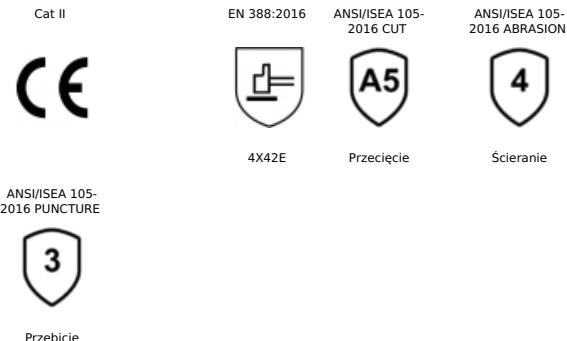 Cat II
CE
EN 388:2016
4X42E
ANSI/ISEA 105-
2016 CUT
A5
Przecięcie
ANSI/ISEA 105-
2016 ABRASION
4
Ścieranie
ANSI/ISEA 105-
2016 PUNCTURE
3
Przebicie